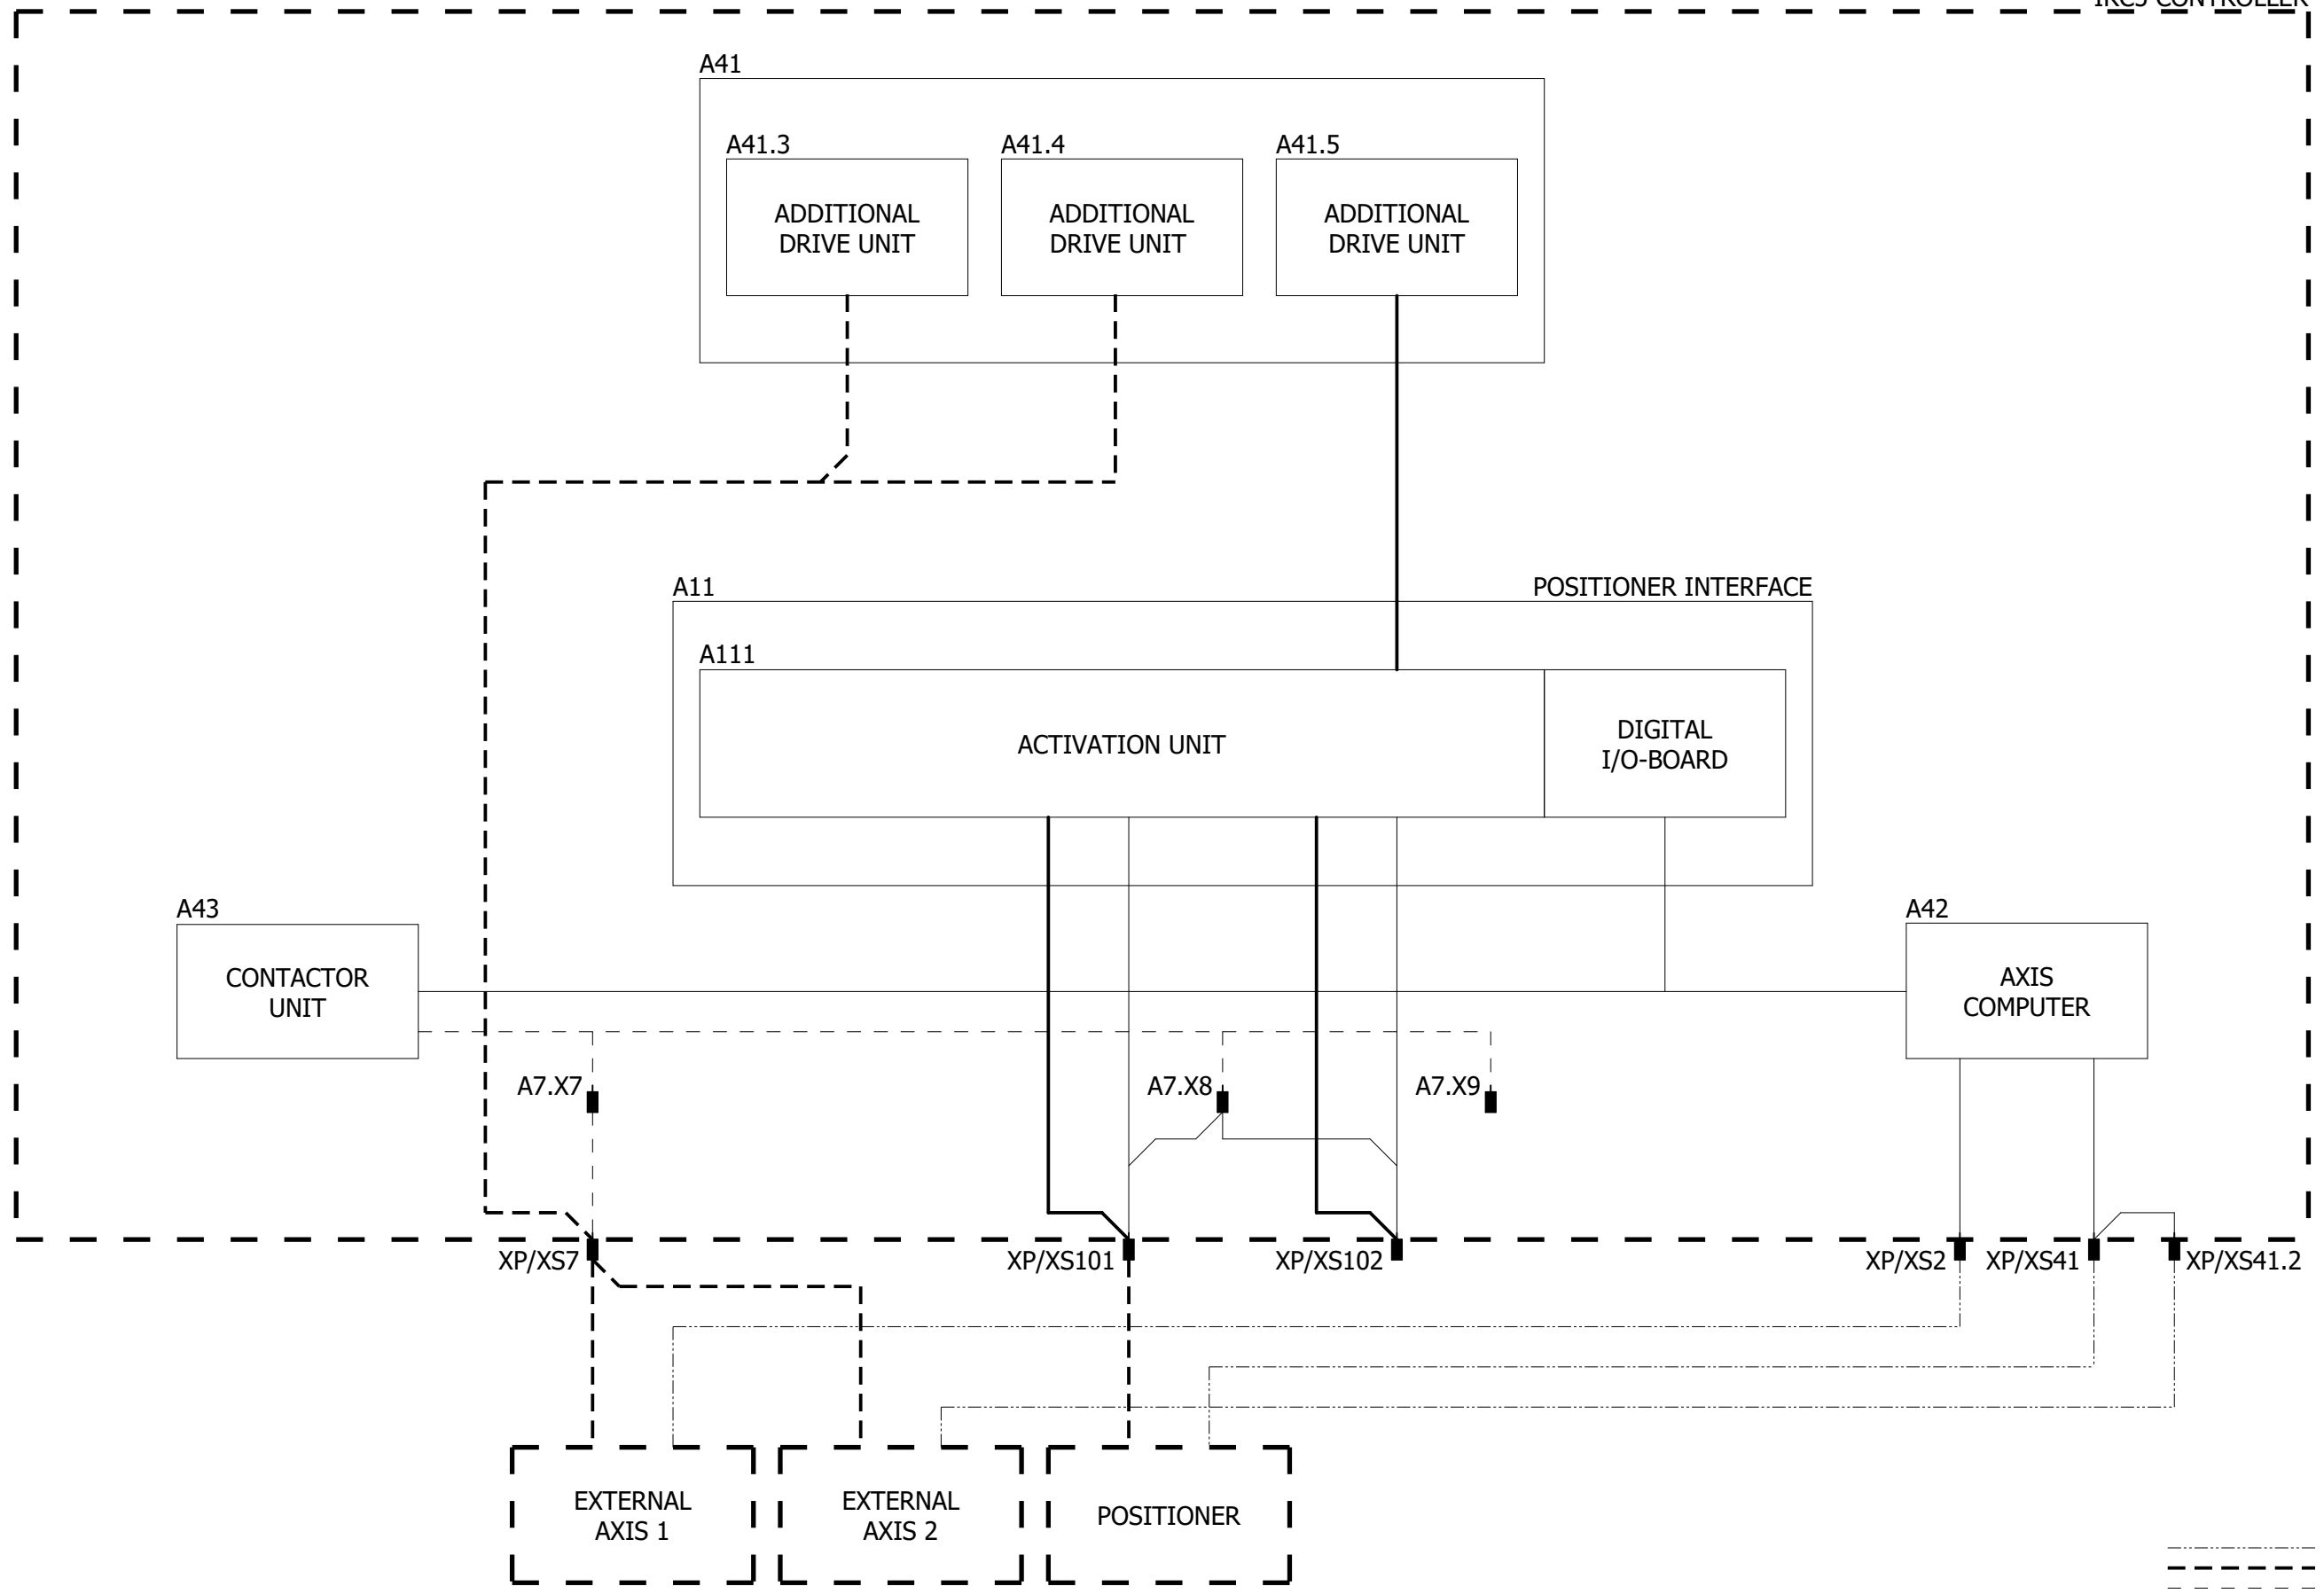 IRC5 CONTROLLER
A41
A41.3
A41.4
A41.5
ADDITIONAL
DRIVE UNIT
ADDITIONAL
DRIVE UNIT
ADDITIONAL
DRIVE UNIT
A11
POSITIONER INTERFACE
A111
ACTIVATION UNIT
DIGITAL
I/O-BOARD
A43
CONTACTOR
UNIT
A42
AXIS
COMPUTER
A7.X7
A7.X8
A7.X9
XP/XS7
XP/XS101
XP/XS102
XP/XS2
XP/XS41
XP/XS41.2
EXTERNAL
AXIS 1
EXTERNAL
AXIS 2
POSITIONER